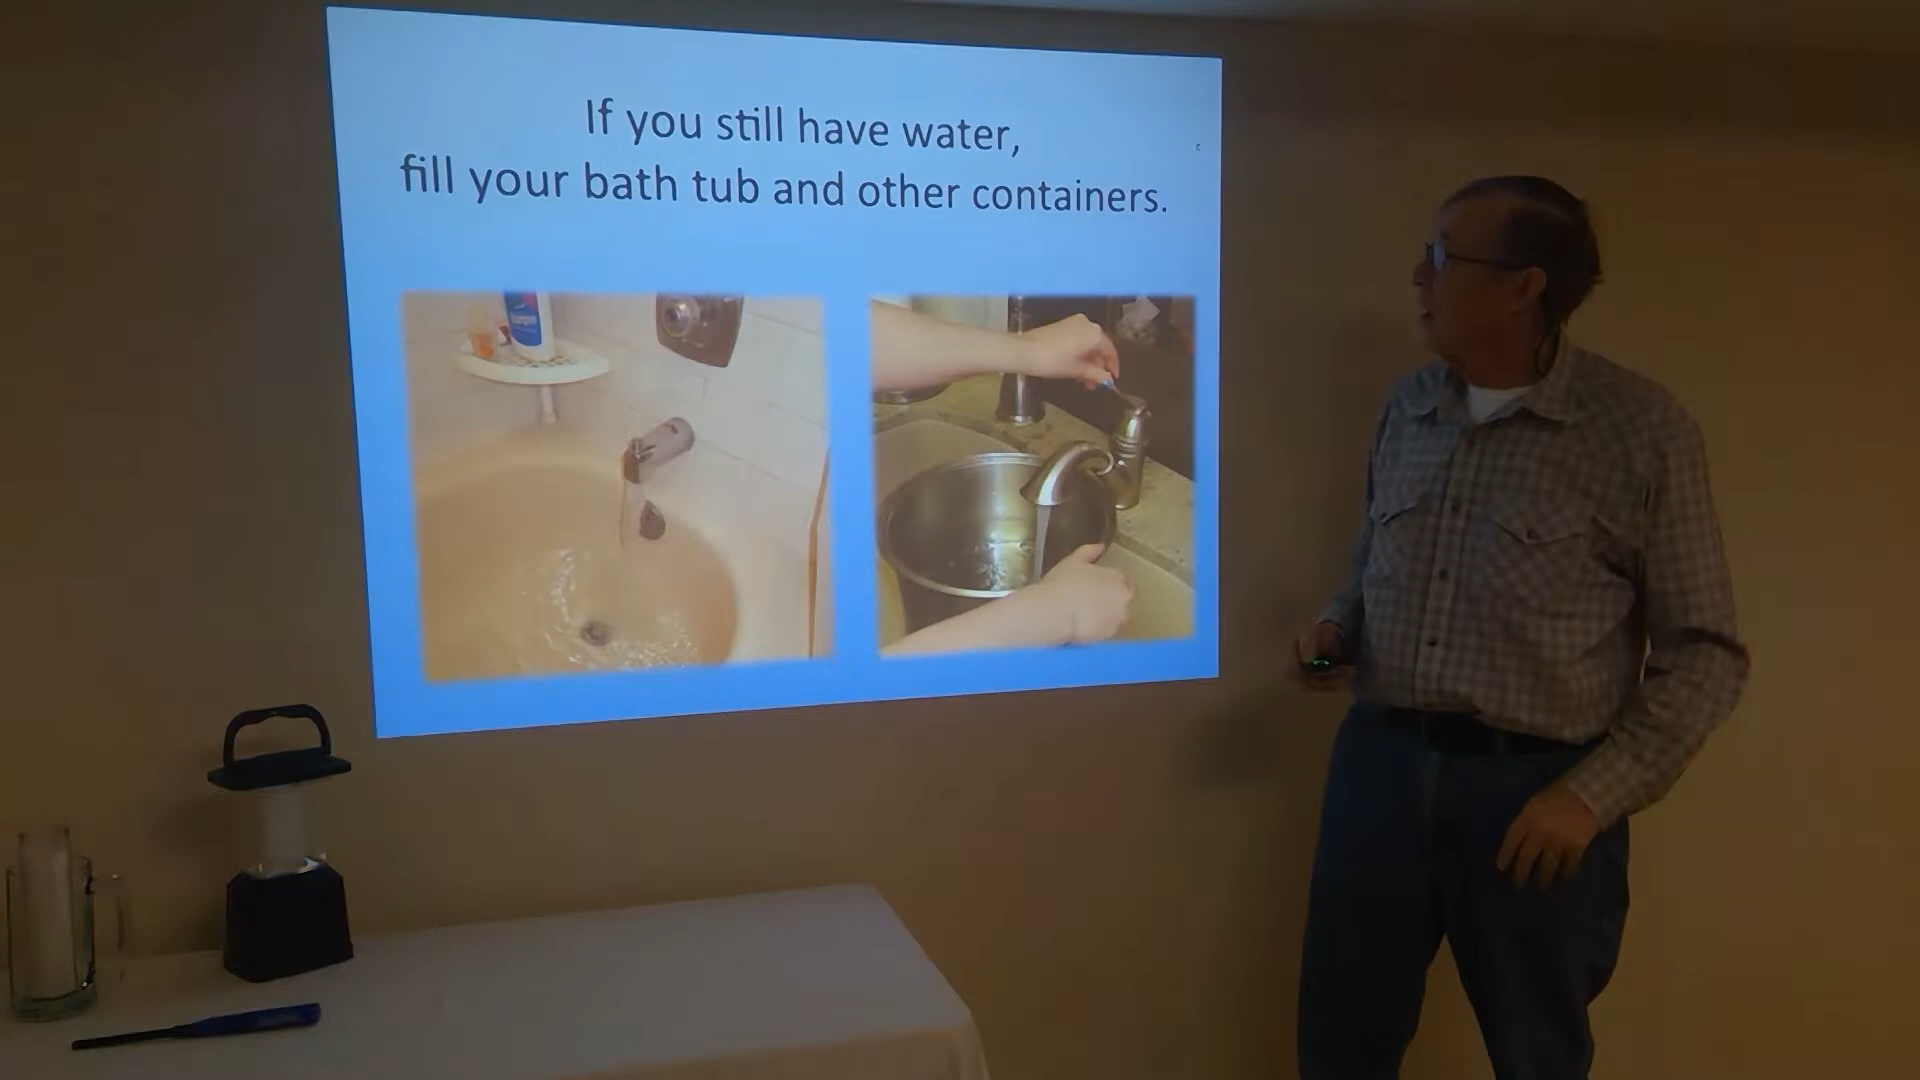 If you still have water,
fill your bath tub and other containers.